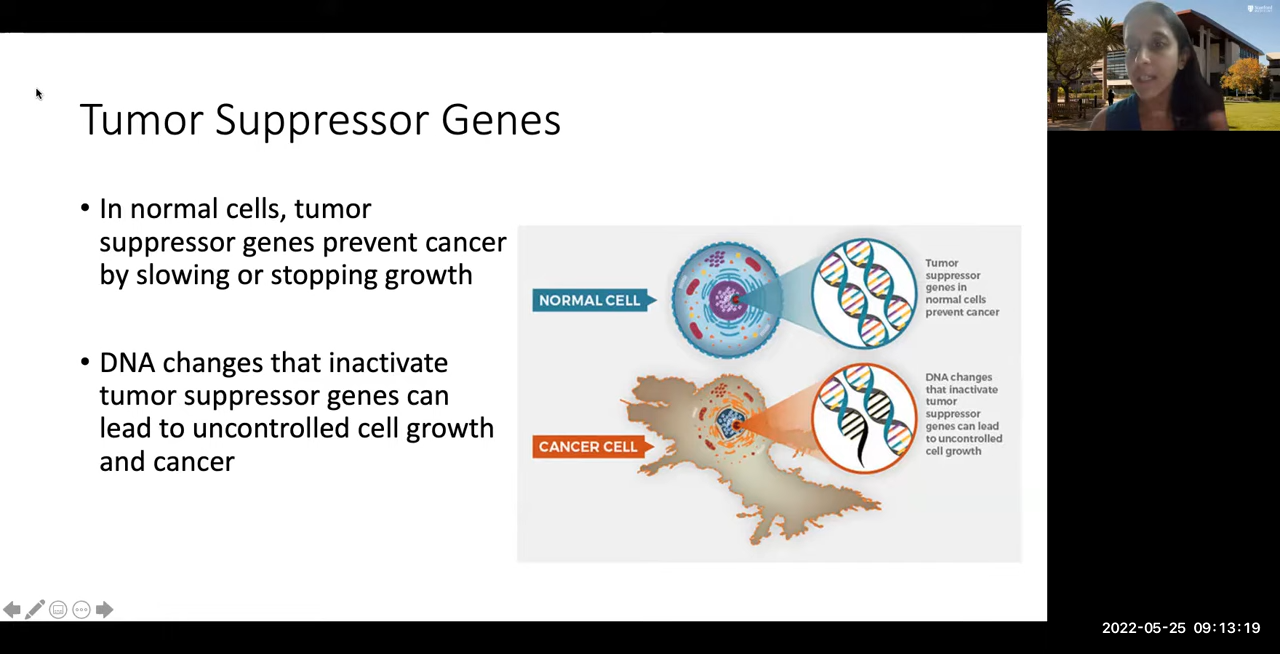 Tumor Suppressor Genes
• In normal cells, tumor
suppressor genes prevent cancer
by slowing or stopping growth
• DNA changes that inactivate
tumor suppressor genes can
lead to uncontrolled cell growth
and cancer
NORMAL CELL
Tumor
suppressor
genes in
normal cells
prevent cancer
CANCER CELL
DNA changes
that inactivate
tumor
suppressor
genes can lead
to uncontrolled
cell growth
2022-05-25 09:13:19